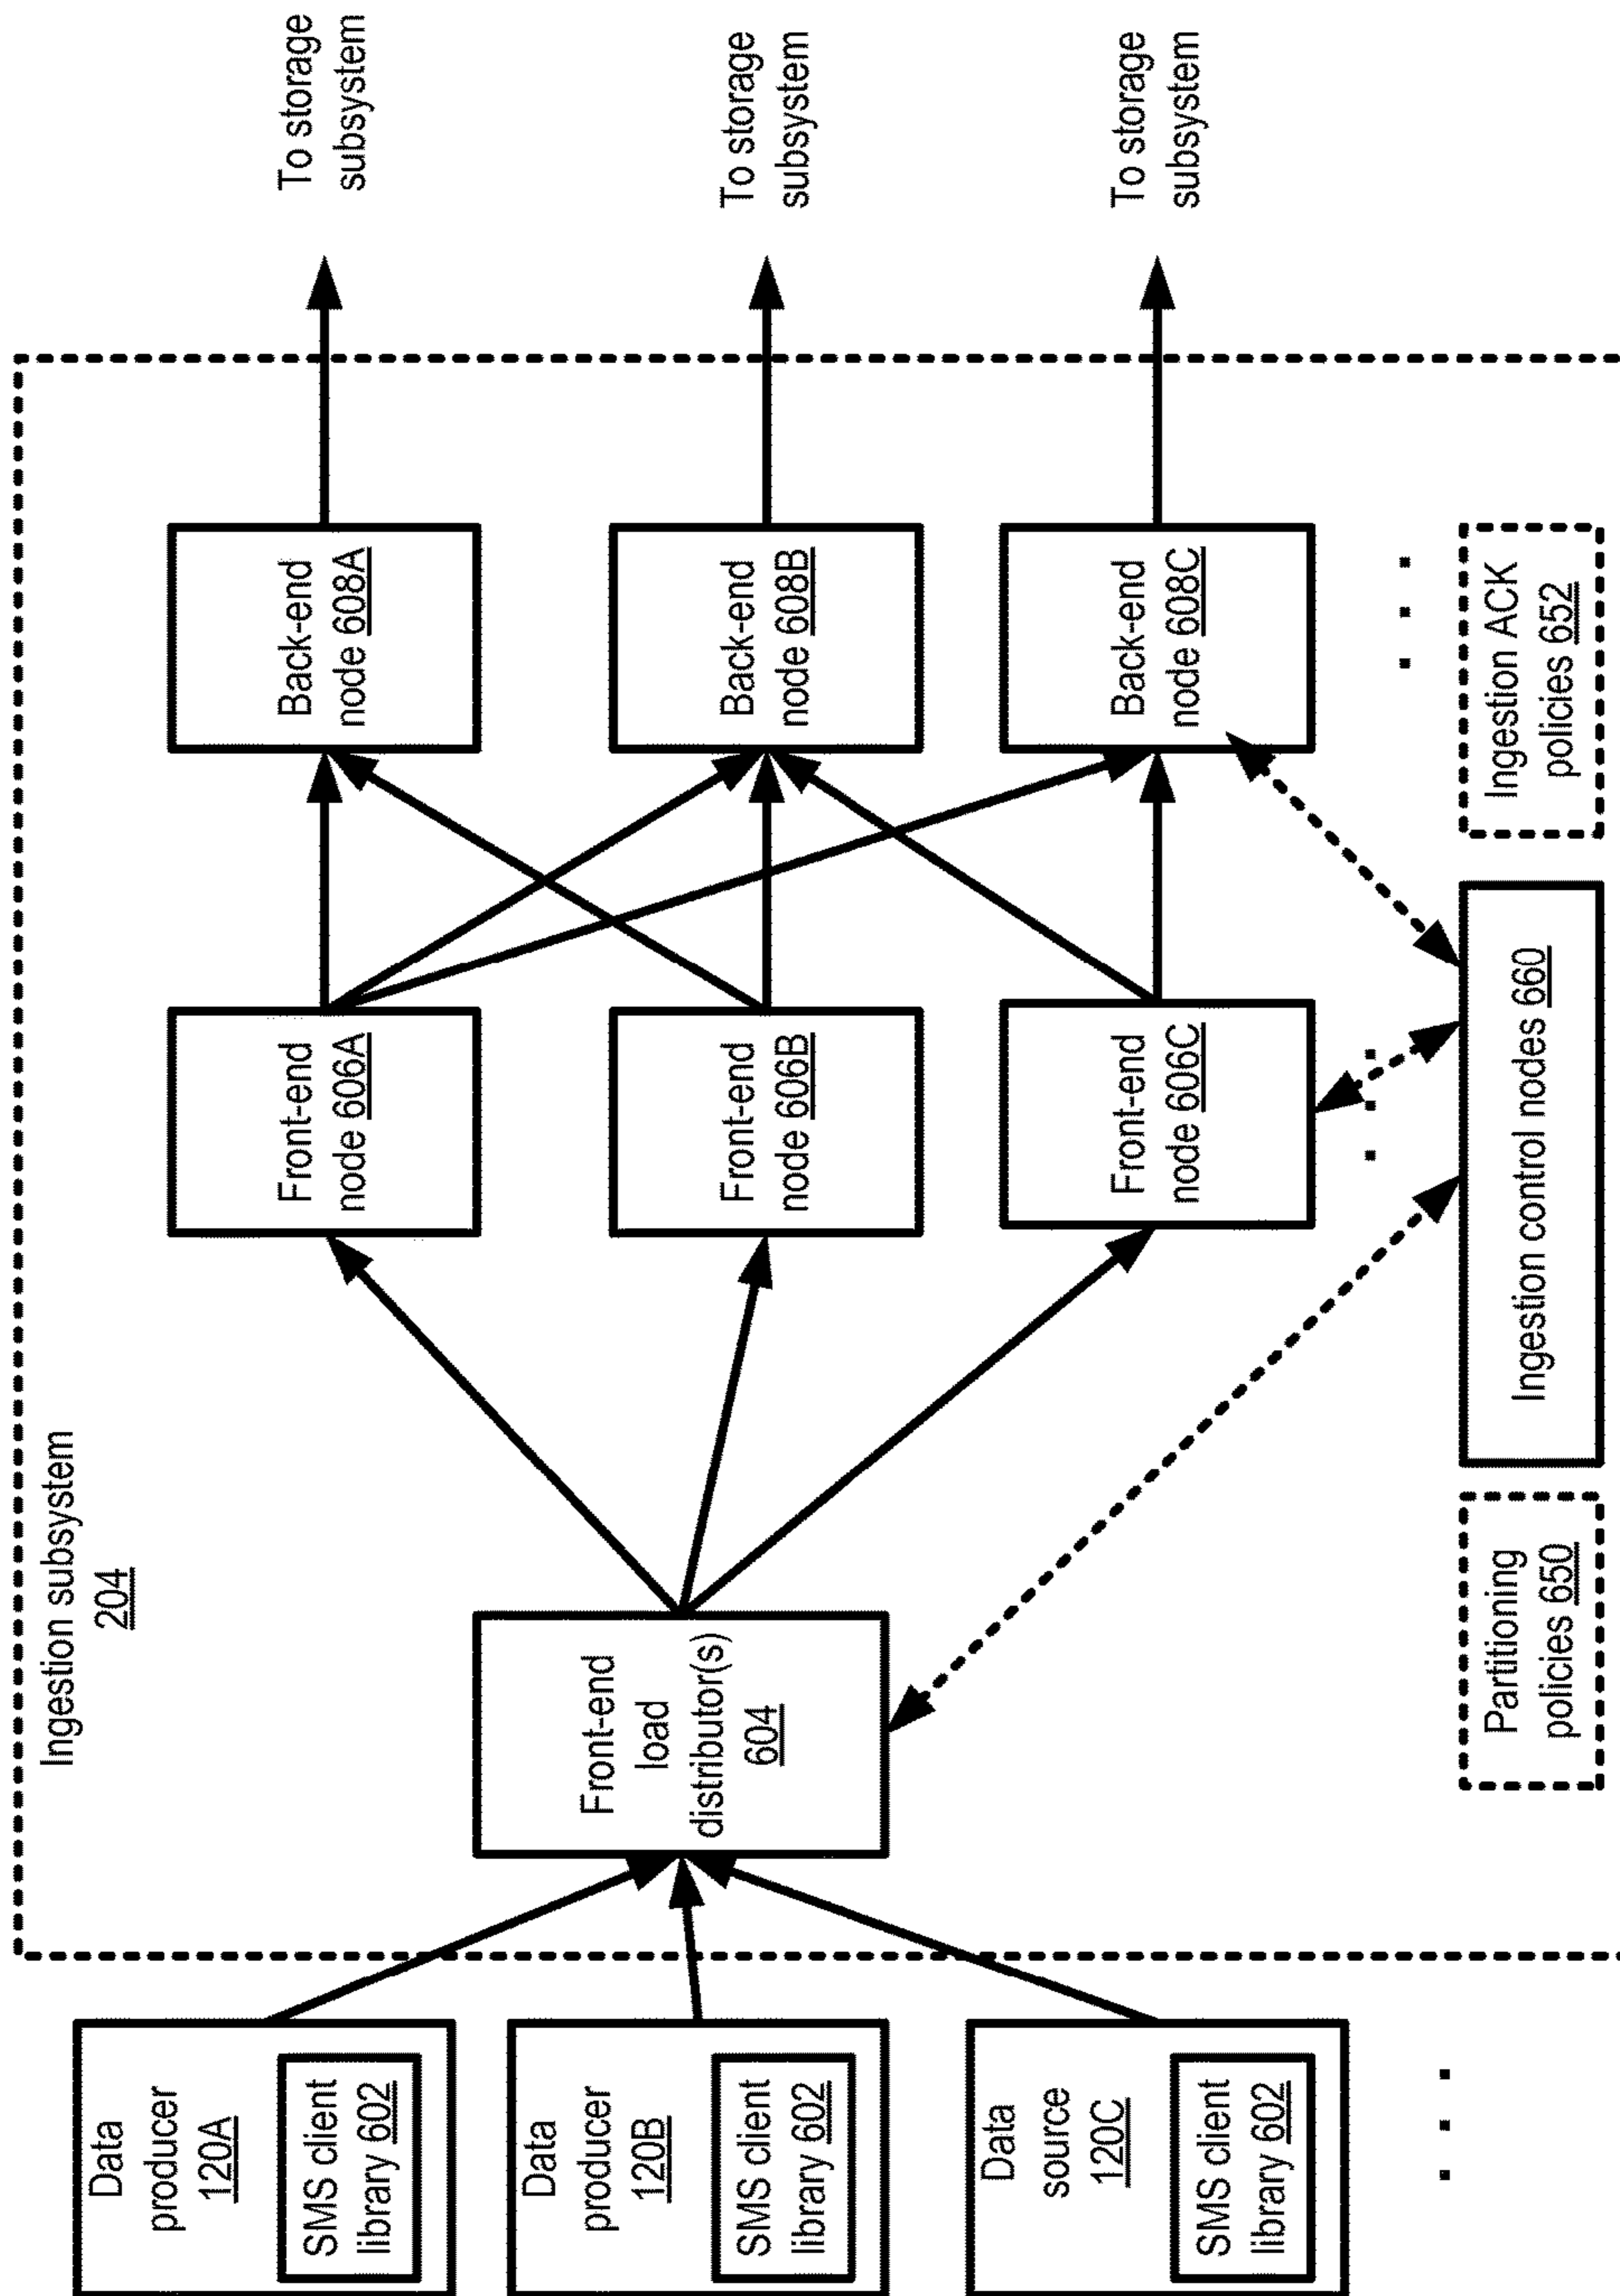 Ingestion subsystem
204
Data
producer
120A
SMS client
library 602
Data
producer
120B
SMS client
library 602
Data
source
120C
SMS client
library 602
Front-end
load
distributor(s)
604
Front-end
node 606A
Front-end
node 606B
Front-end
node 606C
Back-end
node 608A
Back-end
node 608B
Back-end
node 608C
To storage
subsystem
To storage
subsystem
To storage
subsystem
Partitioning
policies 650
Ingestion control nodes 660
Ingestion ACK
policies 652